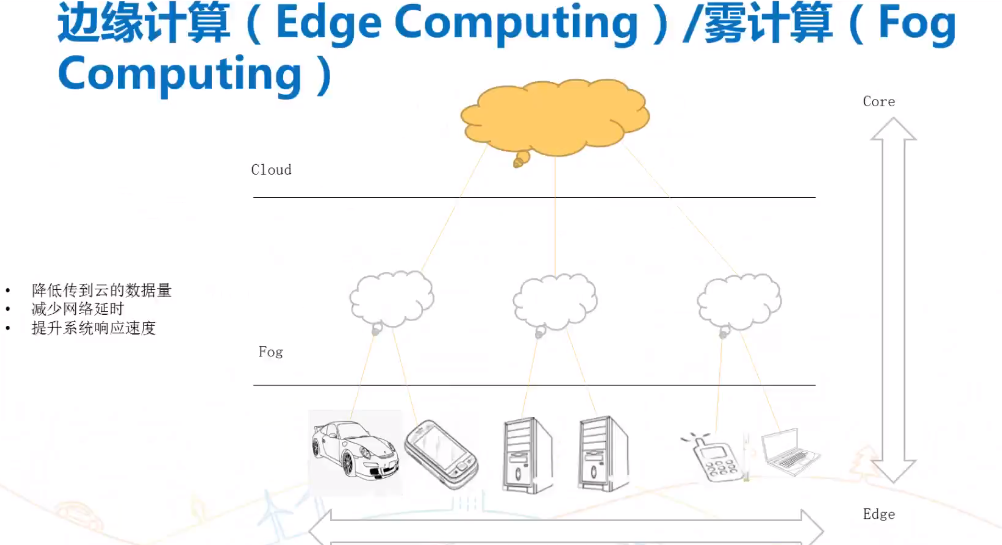 边缘计算（Edge Computing）/雾计算（Fog
Computing）
Core
Cloud
• 降低传到云的数据量
• 减少网络延时
• 提升系统响应速度
Fog
Edge